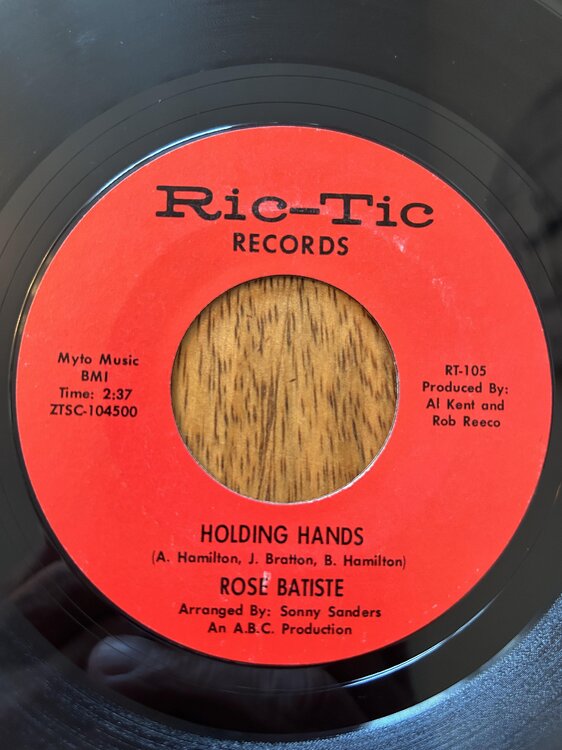 Ric-Tic
RECORDS
Myto Music
BMI
Time: 2:37
ZTSC-104500
RT-105
Produced By:
Al Kent and
Rob Reeco
HOLDING HANDS
(A. Hamilton, J. Bratton, B. Hamilton)
ROSE BATISTE
Arranged By: Sonny Sanders
An A.B.C. Production